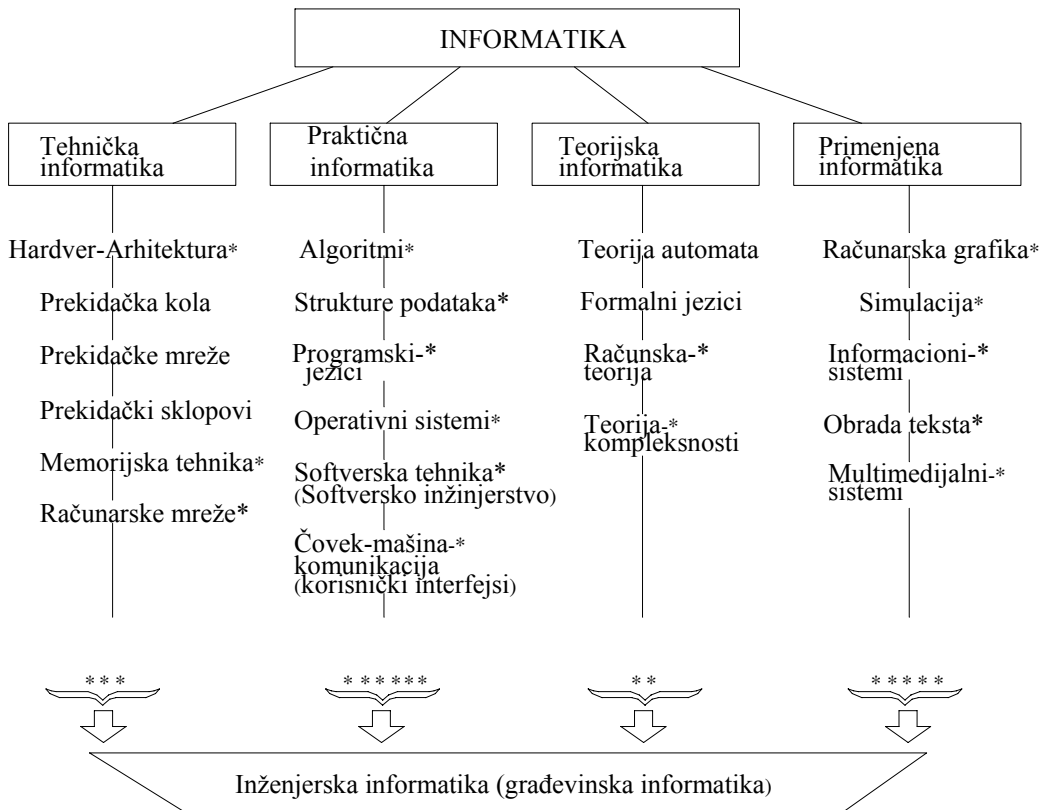 INFORMATIKA
Tehnička
informatika
Praktična
informatika
Teorijska
informatika
Primenjena
informatika
Hardver-Arhitektura*
Prekidačka kola
Prekidačke mreže
Prekidački sklopovi
Memorijska tehnika*
Računarske mreže*
Algoritmi*
Strukture podataka*
Programski-*
jezici
Operativni sistemi*
Softverska tehnika*
(Softversko inžinjerstvo)
Čovek-mašina-*
komunikacija
(korisnički interfejsi)
Teorija automata
Formalni jezici
Računska-*
teorija
Teorija-*
kompleksnosti
Računarska grafika*
Simulacija*
Informacioni-*
sistemi
Obrada teksta*
Multimedijalni-*
sistemi
***
******
**
*****
Inženjerska informatika (građevinska informatika)